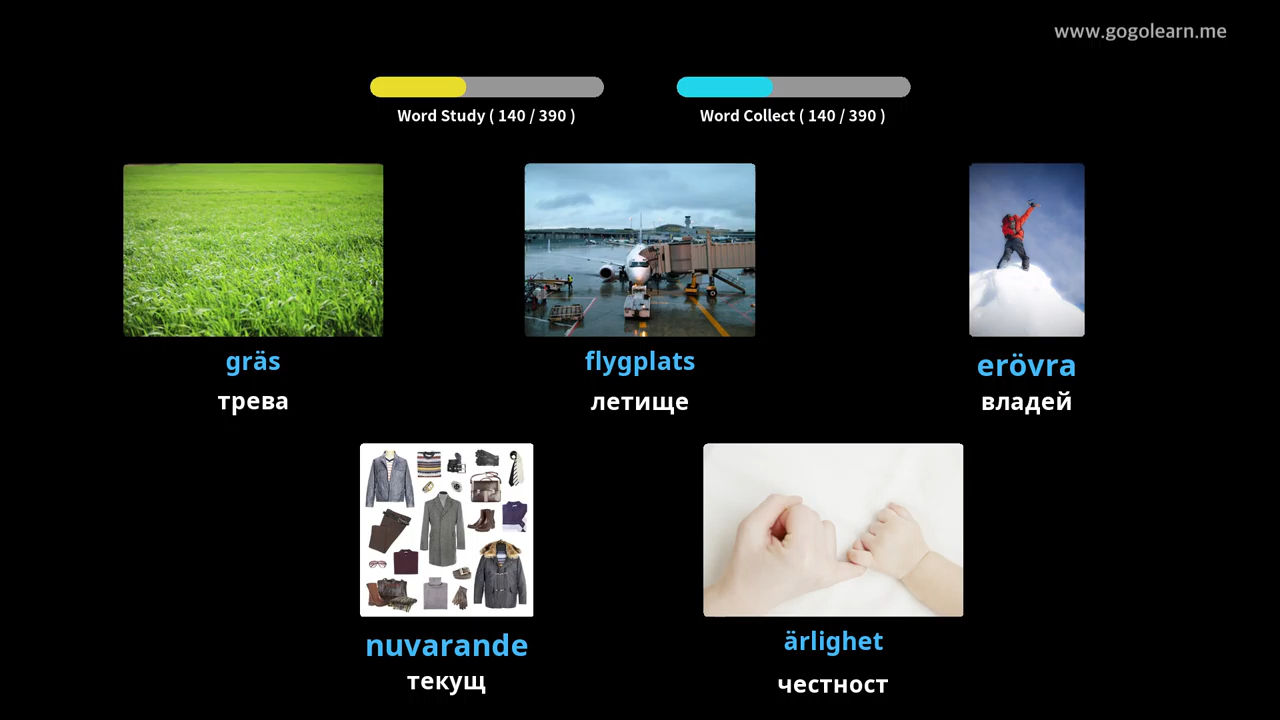 www.gogolearn.me
Word Study ( 140 / 390 )
Word Collect ( 140 / 390 )
gräs
трева
flygplats
летище
erövra
владей
nuvarande
текущ
ärlighet
честност